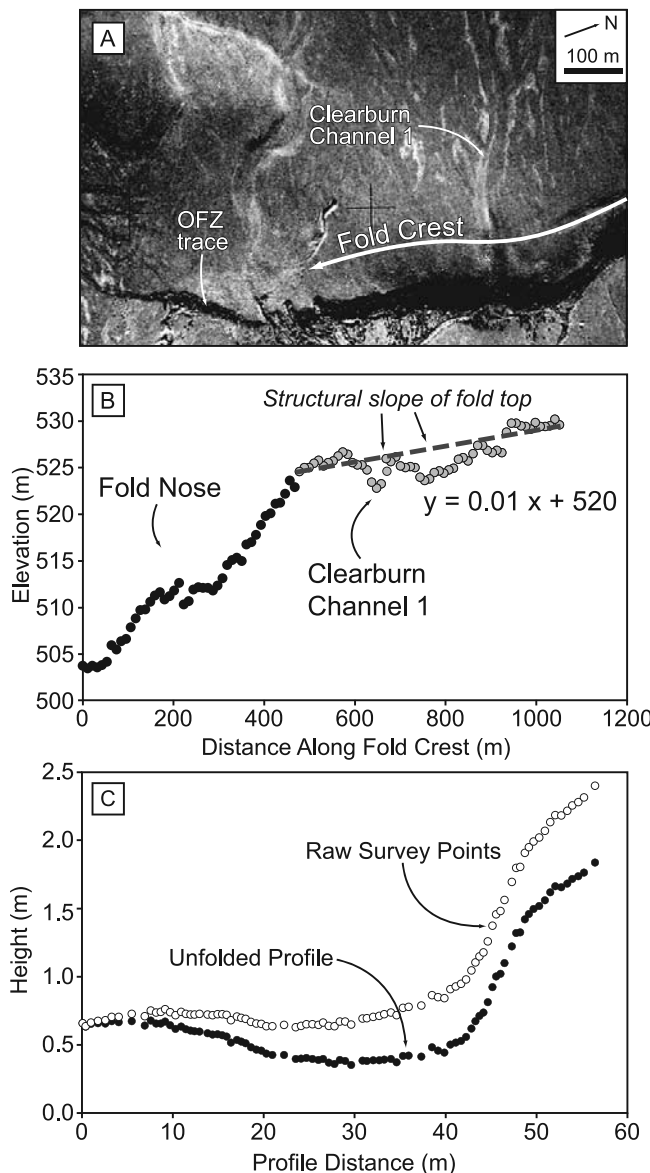 A
N
100 m
Clearburn
Channel 1
OFZ
trace
Fold Crest
B
535
530
525
520
515
510
505
500
Elevation (m)
Structural slope of fold top
Fold Nose
y = 0.01 x + 520
Clearburn
Channel 1
0
200
400
600
800
1000
1200
Distance Along Fold Crest (m)
C
2.5
2.0
1.5
1.0
0.5
0.0
Height (m)
Raw Survey Points
Unfolded Profile
0
10
20
30
40
50
60
Profile Distance (m)